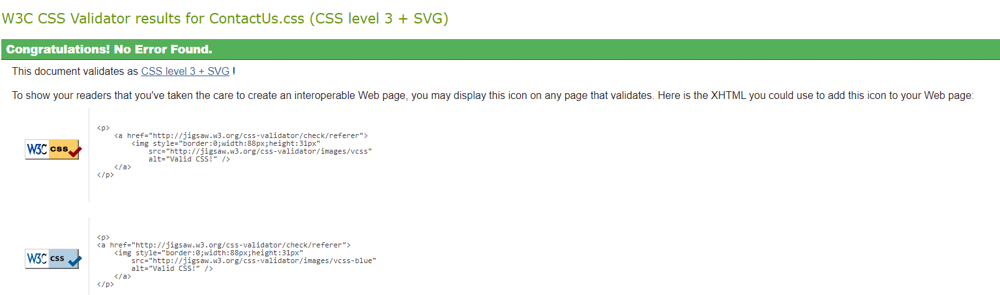 W3C CSS Validator results for ContactUs.css (CSS level 3 + SVG)
Congratulations! No Error Found.
This document validates as CSS level 3 + SVG !
To show your readers that you've taken the care to create an interoperable Web page, you may display this icon on any page that validates. Here is the XHTML you could use to add this icon to your Web page:
W3C css
<p>
<a href="http://jigsaw.w3.org/css-validator/check/referer">
<img style="border:0;width:88px;height:31px"
src="http://jigsaw.w3.org/css-validator/images/vcss"
alt="Valid CSS!" />
</a>
</p>
W3C css
<p>
<a href="http://jigsaw.w3.org/css-validator/check/referer">
<img style="border:0;width:88px;height:31px"
src="http://jigsaw.w3.org/css-validator/images/vcss-blue"
alt="Valid CSS!" />
</a>
</p>